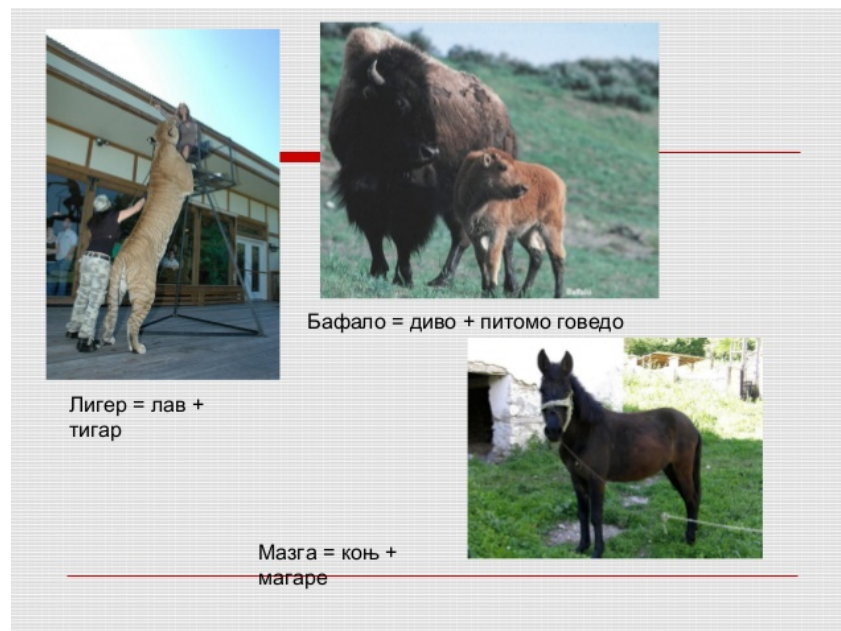 Бафало = диво + питомо говедо
Лигер = лав +
тигар
Мазга = коњ +
магаре